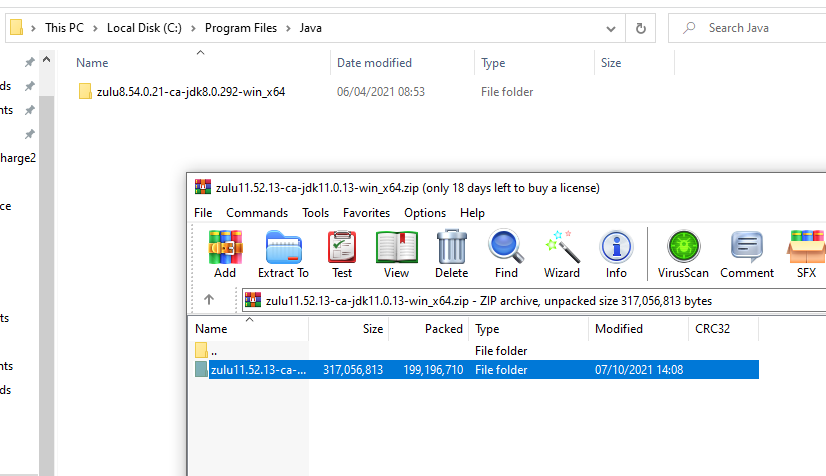 This PC > Local Disk (C:) > Program Files > Java
Search Java
Name Date modified Type Size
zulu8.54.0.21-ca-jdk8.0.292-win_x64 06/04/2021 08:53 File folder
ds
nts
harge2
ce
ts
nts
ds
zulu11.52.13-ca-jdk11.0.13-win_x64.zip (only 18 days left to buy a license)
File Commands Tools Favorites Options Help
Add Extract To Test View Delete Find Wizard Info VirusScan Comment SFX
zulu11.52.13-ca-jdk11.0.13-win_x64.zip - ZIP archive, unpacked size 317,056,813 bytes
Name Size Packed Type Modified CRC32
.. File folder
zulu11.52.13-ca-... 317,056,813 199,196,710 File folder 07/10/2021 14:08